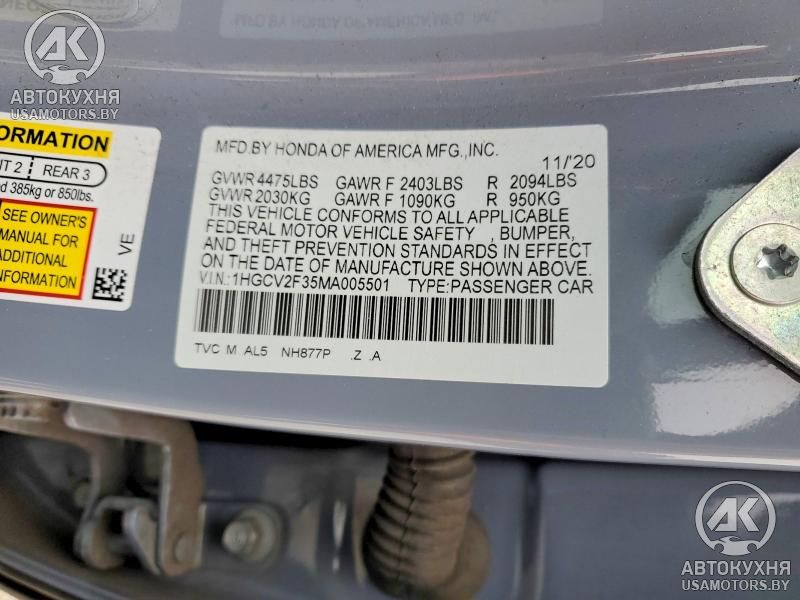 АВТОКУХНЯ
USAMOTORS.BY
ORMATION
NT 2
REAR 3
385kg or 850lbs.
SEE OWNER'S
MANUAL FOR
ADDITIONAL
INFORMATION
VE
MFD.BY HONDA OF AMERICA MFG.,INC.
11/'20
GVWR 4475LBS GAWR F 2403LBS R 2094LBS
GVWR 2030KG GAWR F 1090KG R 950KG
THIS VEHICLE CONFORMS TO ALL APPLICABLE
FEDERAL MOTOR VEHICLE SAFETY , BUMPER,
AND THEFT PREVENTION STANDARDS IN EFFECT
ON THE DATE OF MANUFACTURE SHOWN ABOVE.
V.I.N.:1HGCV2F35MA005501 TYPE:PASSENGER CAR
TVC M AL5 NH877P .Z .A
АВТОКУХНЯ
USAMOTORS.BY